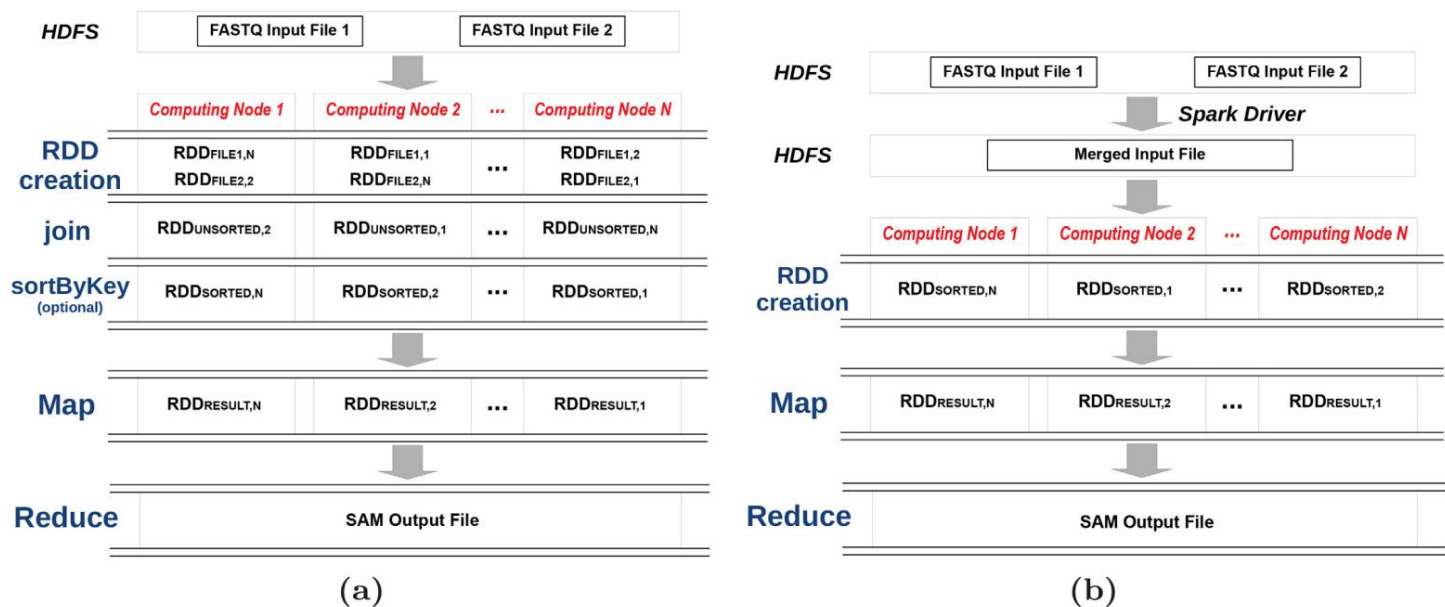 HDFS FASTQ Input File 1 FASTQ Input File 2
Computing Node 1 Computing Node 2 ... Computing Node N
RDD creation
RDDFILE1,N RDDFILE1,1 ... RDDFILE1,2
RDDFILE2,2 RDDFILE2,N RDDFILE2,1
join RDDUNSORTED,2 RDDUNSORTED,1 ... RDDUNSORTED,N
sortByKey RDDSORTED,N RDDSORTED,2 ... RDDSORTED,1
(optional)
Map RDDRESULT,N RDDRESULT,2 ... RDDRESULT,1
Reduce SAM Output File
(a)
HDFS FASTQ Input File 1 FASTQ Input File 2
Spark Driver
HDFS Merged Input File
Computing Node 1 Computing Node 2 ... Computing Node N
RDD creation
RDDSORTED,N RDDSORTED,1 ... RDDSORTED,2
Map RDDRESULT,N RDDRESULT,2 ... RDDRESULT,1
Reduce SAM Output File
(b)